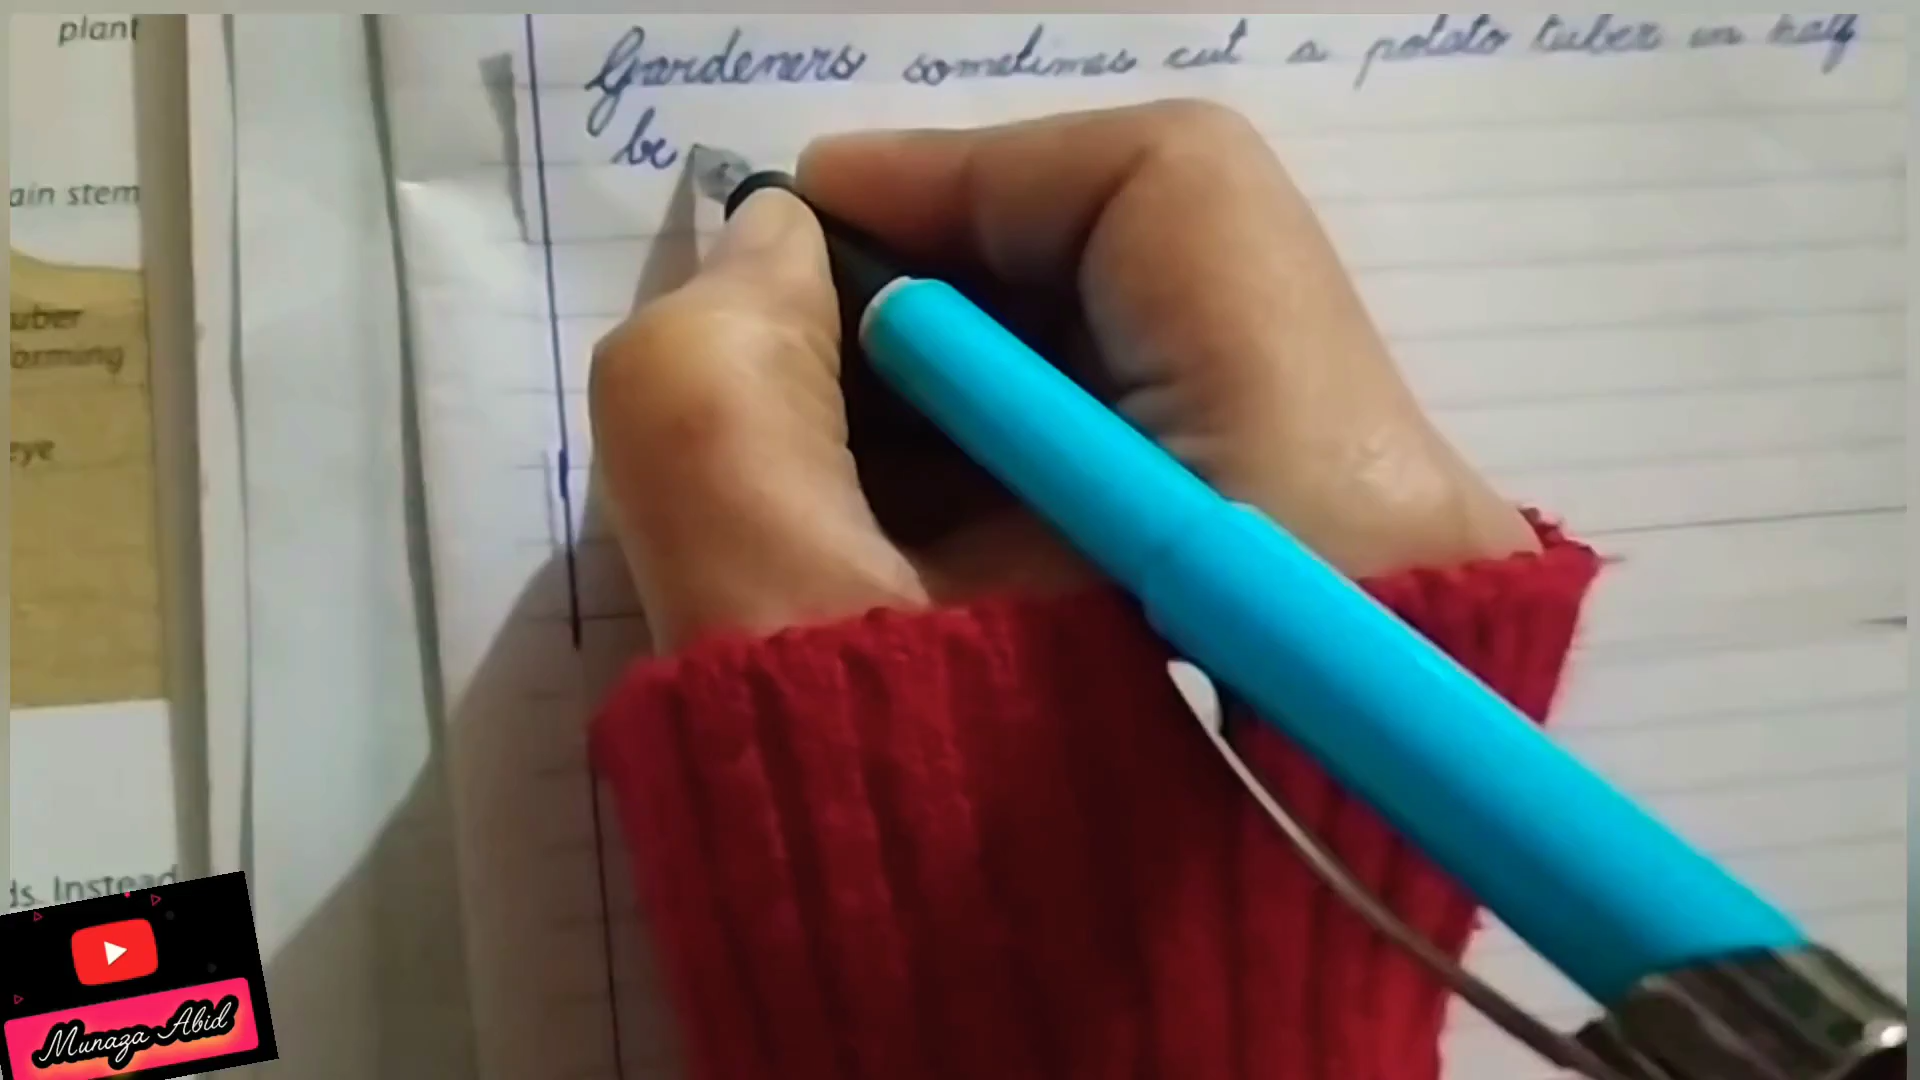 plant
ain stem
uber
orming
eye
ds. Instead
Gardeners sometimes cut a potato tuber in half
be
Munaza Abid